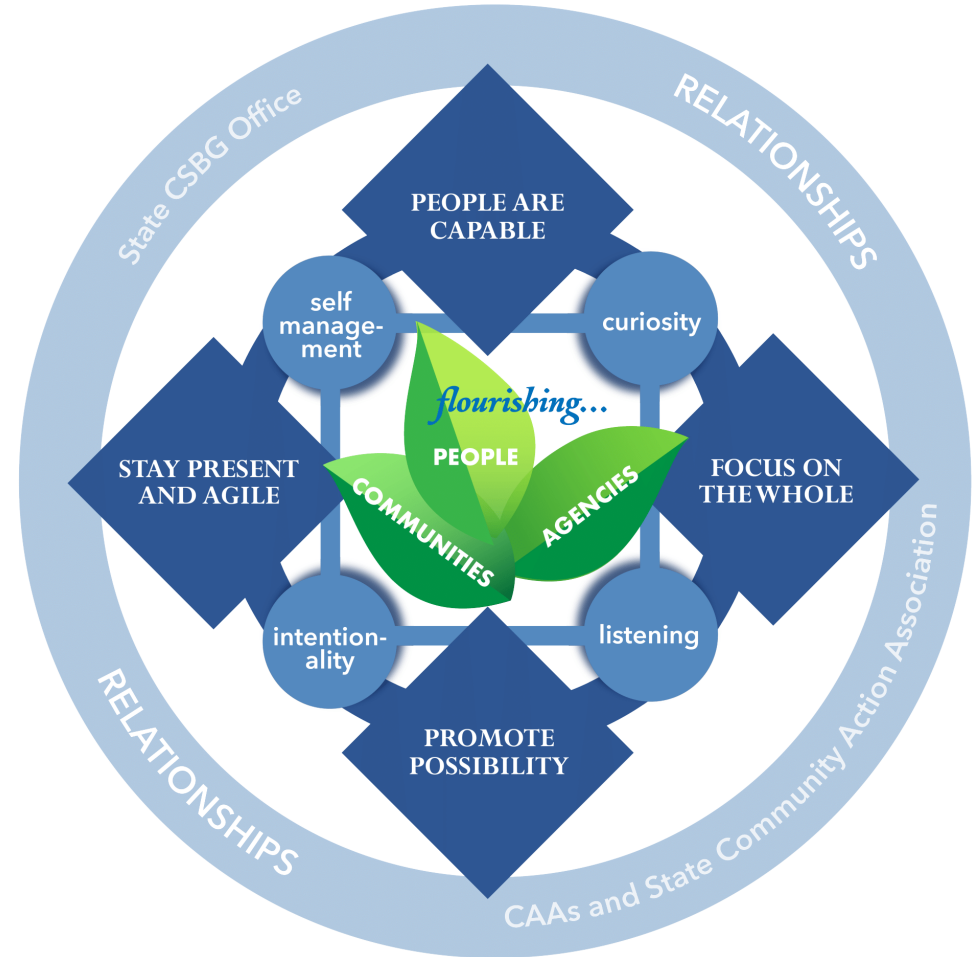 State CSBG Office
RELATIONSHIPS
PEOPLE ARE
CAPABLE
self
manage-
ment
curiosity
flourishing...
PEOPLE
COMMUNITIES
AGENCIES
STAY PRESENT
AND AGILE
FOCUS ON
THE WHOLE
intention-
ality
listening
PROMOTE
POSSIBILITY
RELATIONSHIPS
CAAs and State Community Action Association